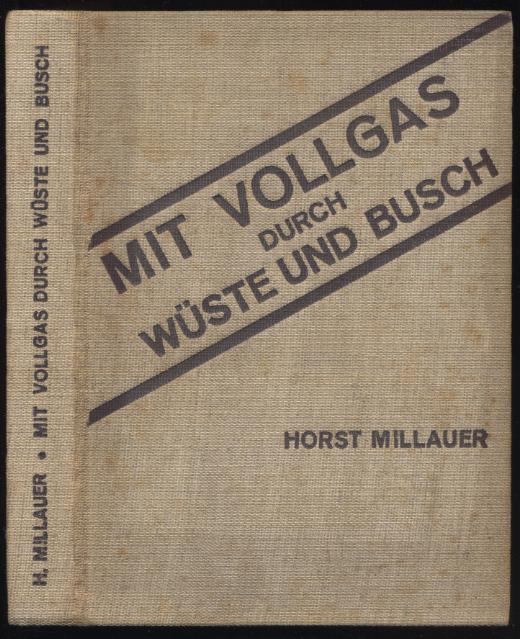 H. MILLAUER • MIT VOLLGAS DURCH WÜSTE UND BUSCH
MIT VOLLGAS
DURCH
WÜSTE UND BUSCH
HORST MILLAUER